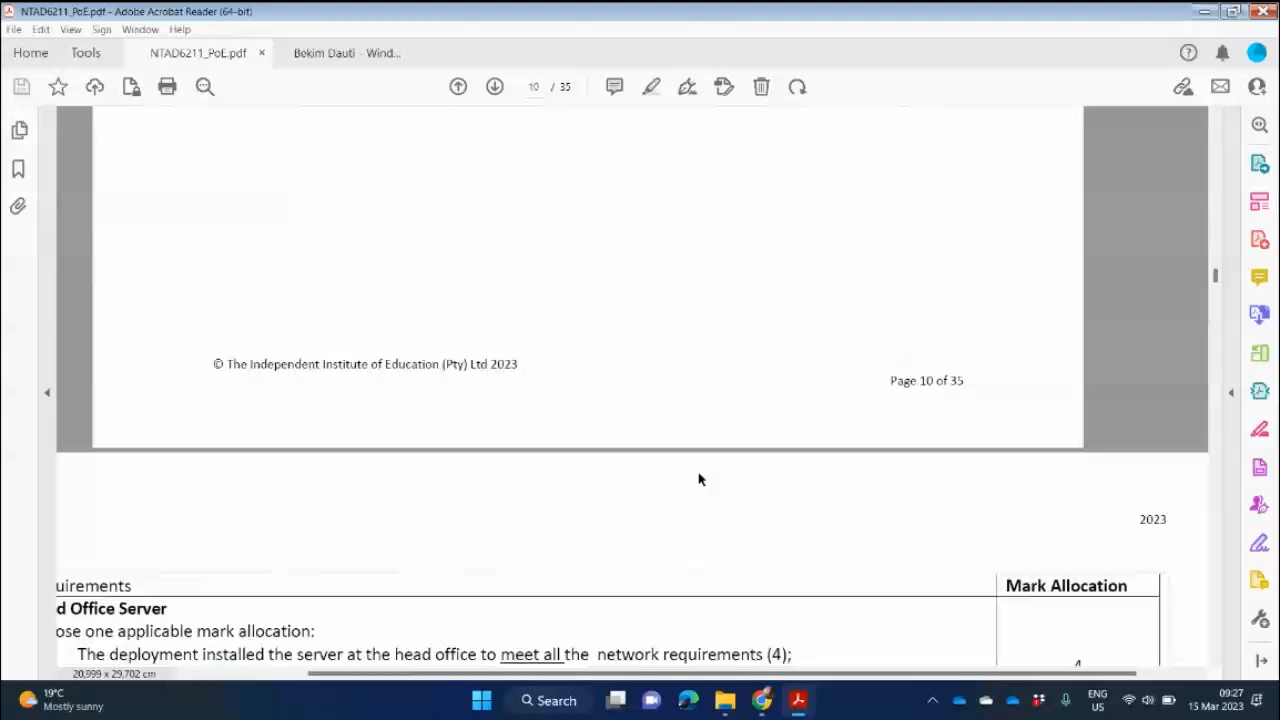 NTAD6211_PoE.pdf - Adobe Acrobat Reader (64-bit)
File Edit View Sign Window Help
Home Tools NTAD6211_PoE.pdf × Bekim Dauti - Wind...
10 / 35
© The Independent Institute of Education (Pty) Ltd 2023
Page 10 of 35
2023
uirements Mark Allocation
d Office Server
ose one applicable mark allocation:
The deployment installed the server at the head office to meet all the network requirements (4);
4
20,999 x 29,702 cm
19°C
Mostly sunny
Search
ENG
US
09:27
15 Mar 2023